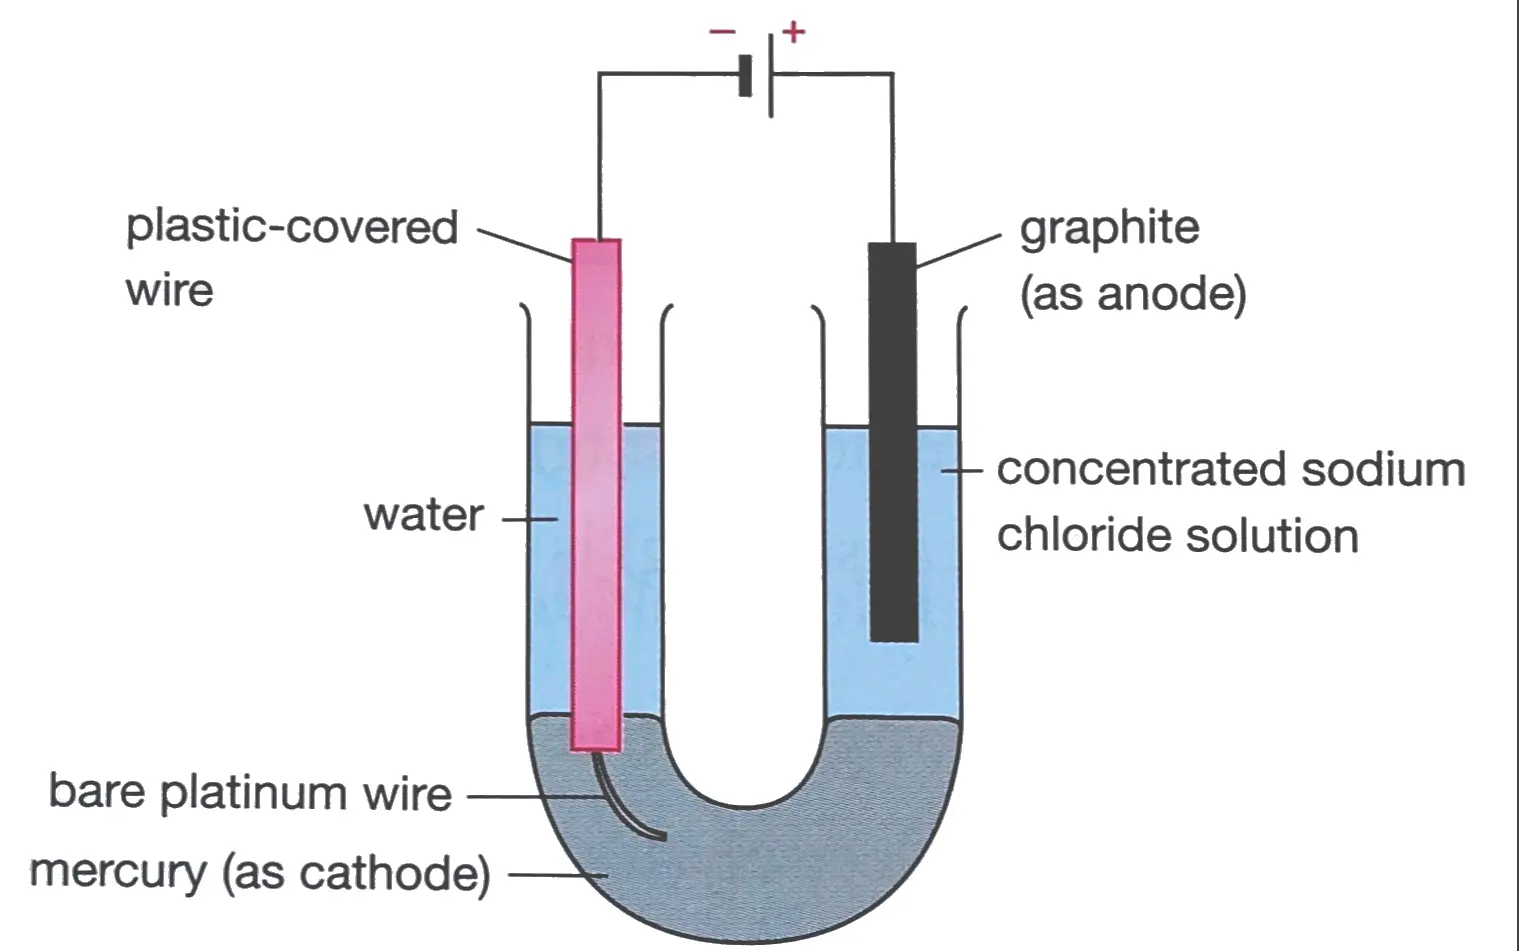 − +
plastic-covered
wire
graphite
(as anode)
water
concentrated sodium
chloride solution
bare platinum wire
mercury (as cathode)